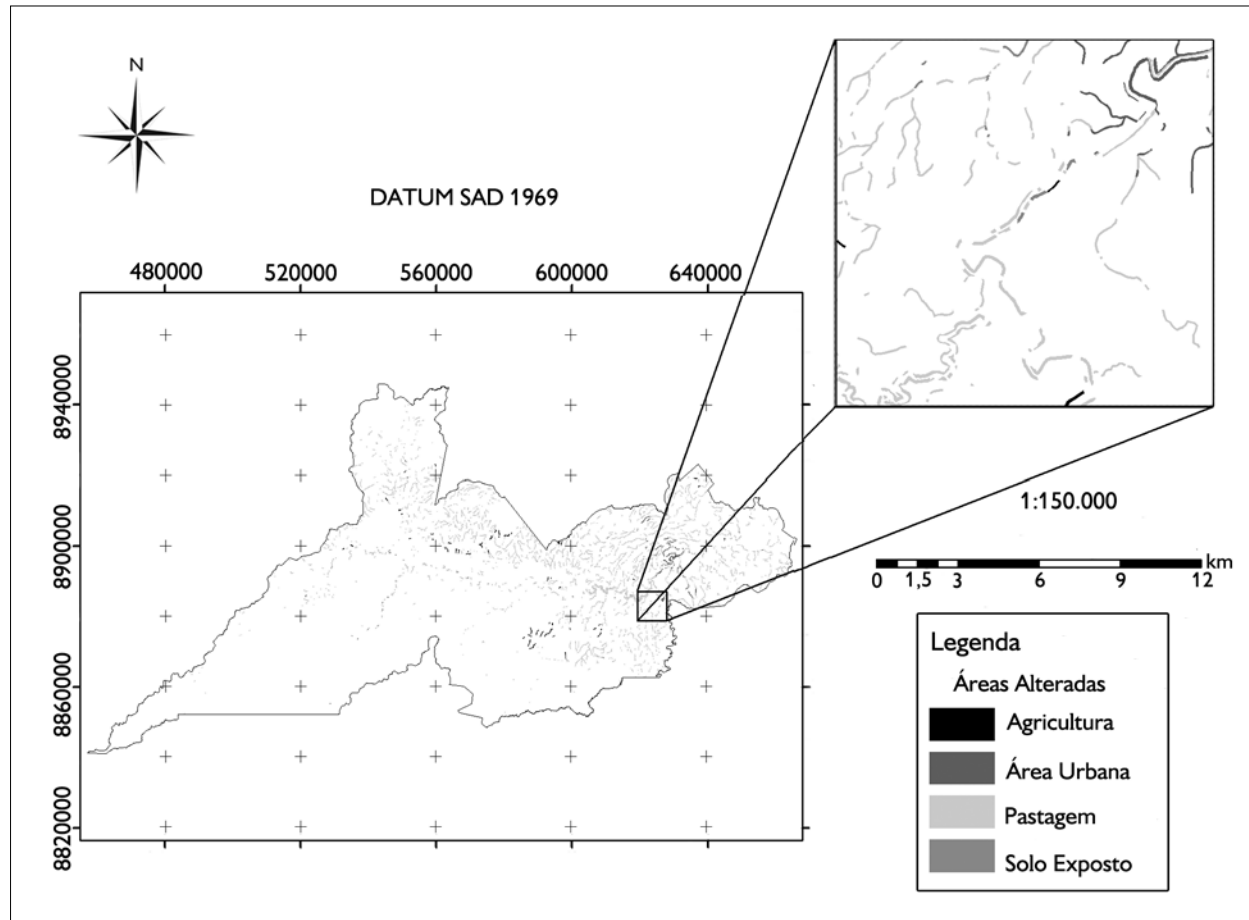 N
DATUM SAD 1969
480000 520000 560000 600000 640000
8940000
8900000
8860000
8820000
1:150.000
km
0 1,5 3 6 9 12
Legenda
Áreas Alteradas
Agricultura
Área Urbana
Pastagem
Solo Exposto